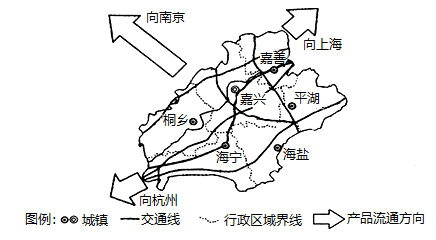 向南京
向上海
嘉善
嘉兴
平湖
桐乡
海宁
海盐
向杭州
图例: 城镇 交通线 行政区域界线 产品流通方向